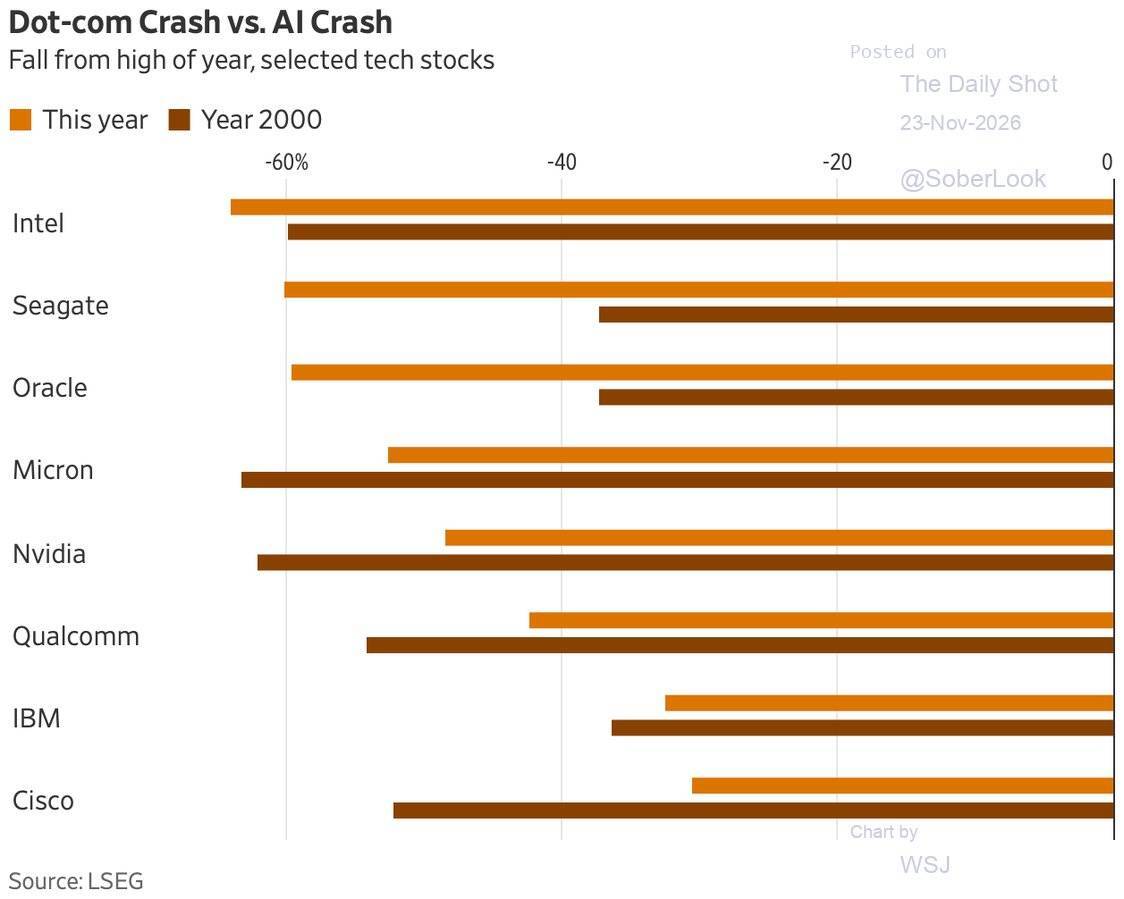 Dot-com Crash vs. AI Crash
Fall from high of year, selected tech stocks
Posted on
The Daily Shot
23-Nov-2026
@SoberLook
This year
Year 2000
-60%
-40
-20
0
Intel
Seagate
Oracle
Micron
Nvidia
Qualcomm
IBM
Cisco
Chart by
WSJ
Source: LSEG